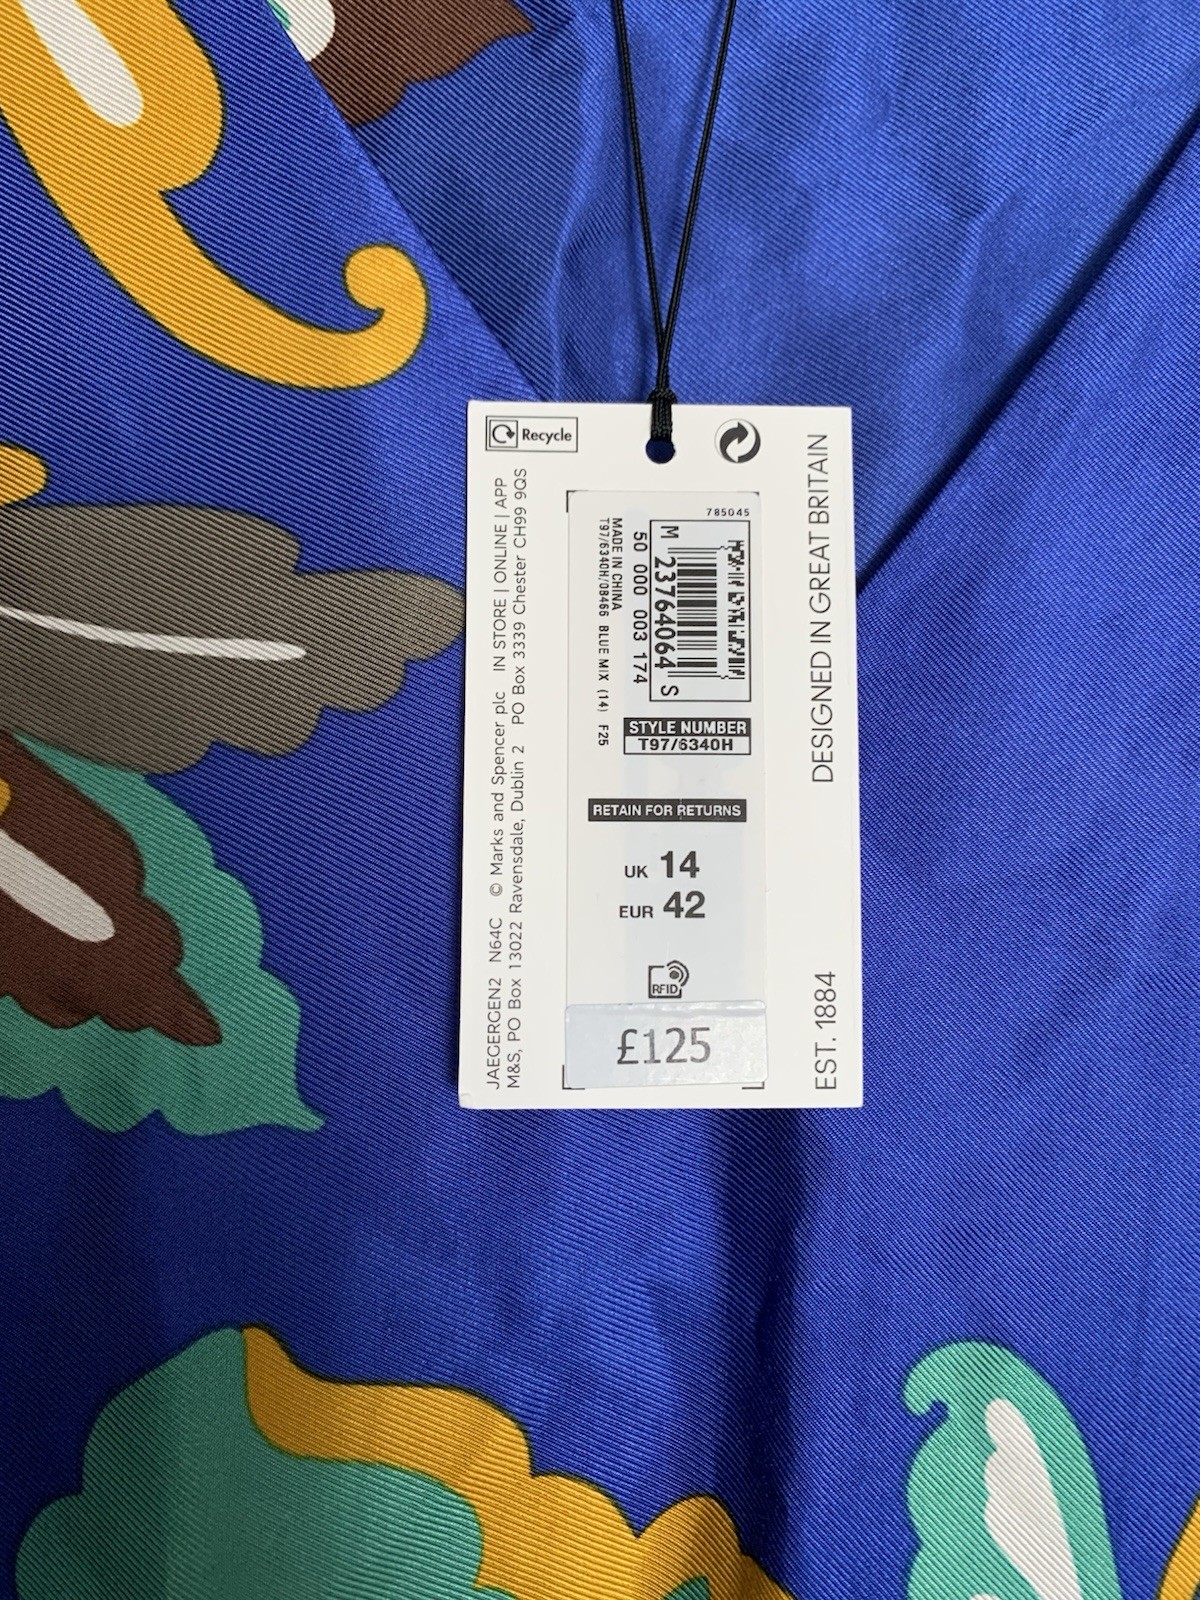 Recycle
JAEGERGEN2 N64C © Marks and Spencer plc IN STORE | ONLINE | APP
M&S, PO Box 13022 Ravensdale, Dublin 2 PO Box 3339 Chester CH99 9QS
785045
M 23764064 S
50 000 003 174
MADE IN CHINA
T97/6340H/08466 BLUE MIX (14) F25
STYLE NUMBER
T97/6340H
RETAIN FOR RETURNS
UK 14
EUR 42
RFID
£125
DESIGNED IN GREAT BRITAIN
EST. 1884